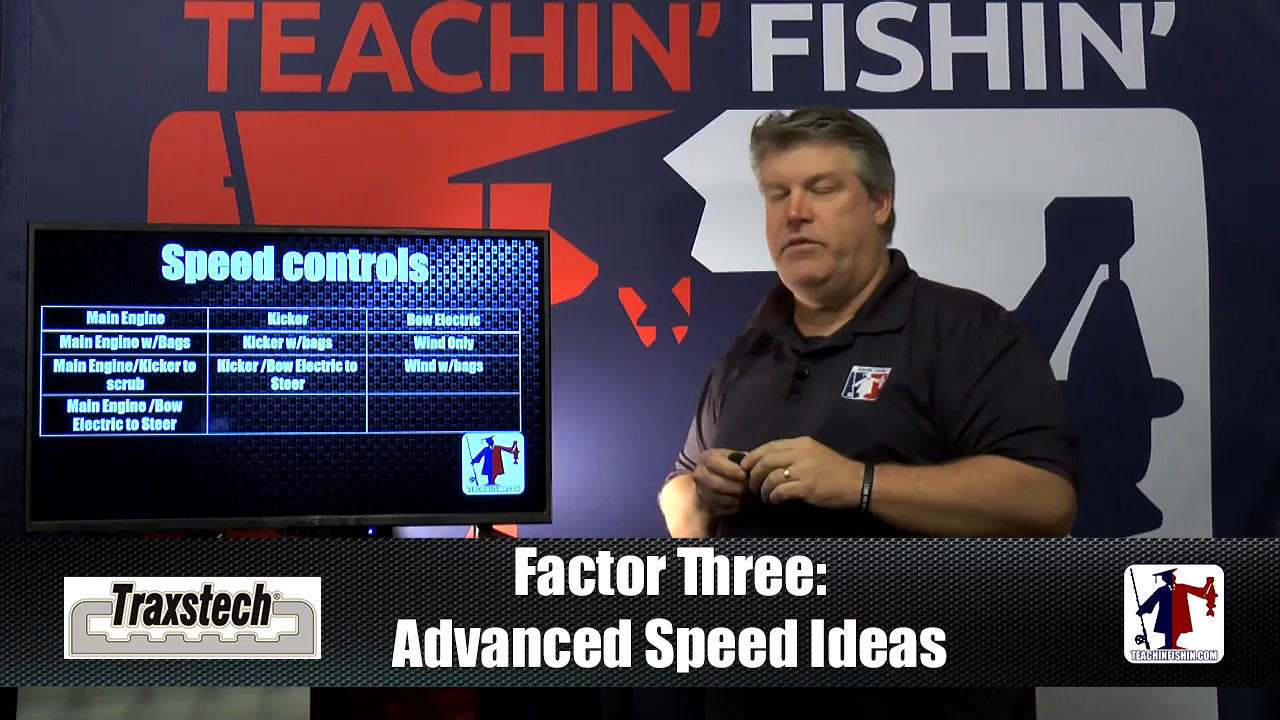 TEACHIN' FISHIN'
Speed controls
Main Engine
Kicker
Bow Electric
Main Engine w/Bags
Kicker w/bags
Wind Only
Main Engine/Kicker to
scrub
Kicker /Bow Electric to
Steer
Wind w/bags
Main Engine /Bow
Electric to Steer
TEACHINFISHIN.COM
Factor Three:
Advanced Speed Ideas
Traxstech®
TEACHINFISHIN.COM